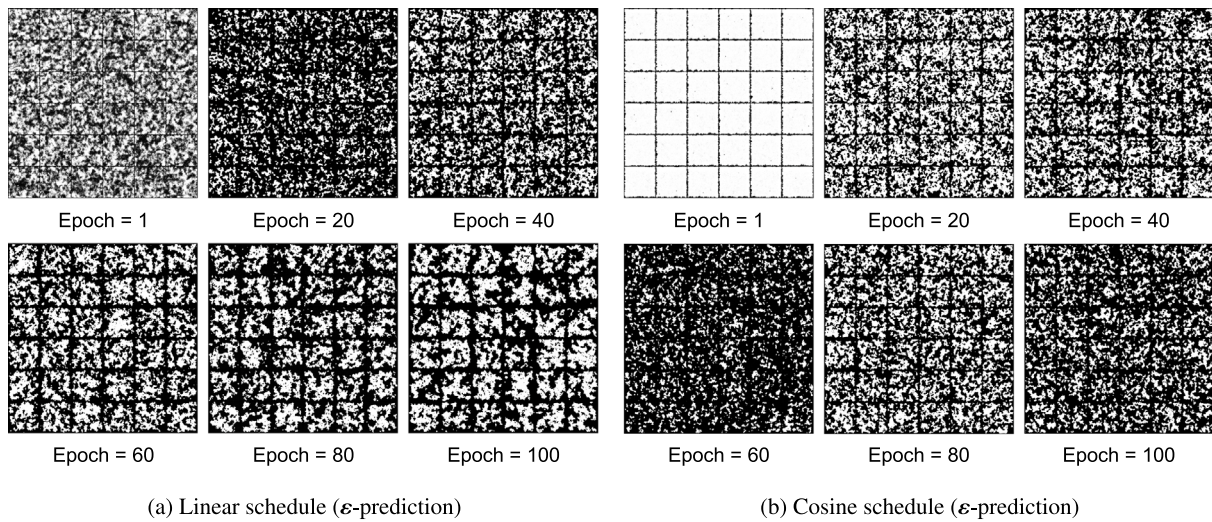 Epoch = 1 Epoch = 20 Epoch = 40 Epoch = 1 Epoch = 20 Epoch = 40
Epoch = 60 Epoch = 80 Epoch = 100 Epoch = 60 Epoch = 80 Epoch = 100
(a) Linear schedule (ε-prediction) (b) Cosine schedule (ε-prediction)